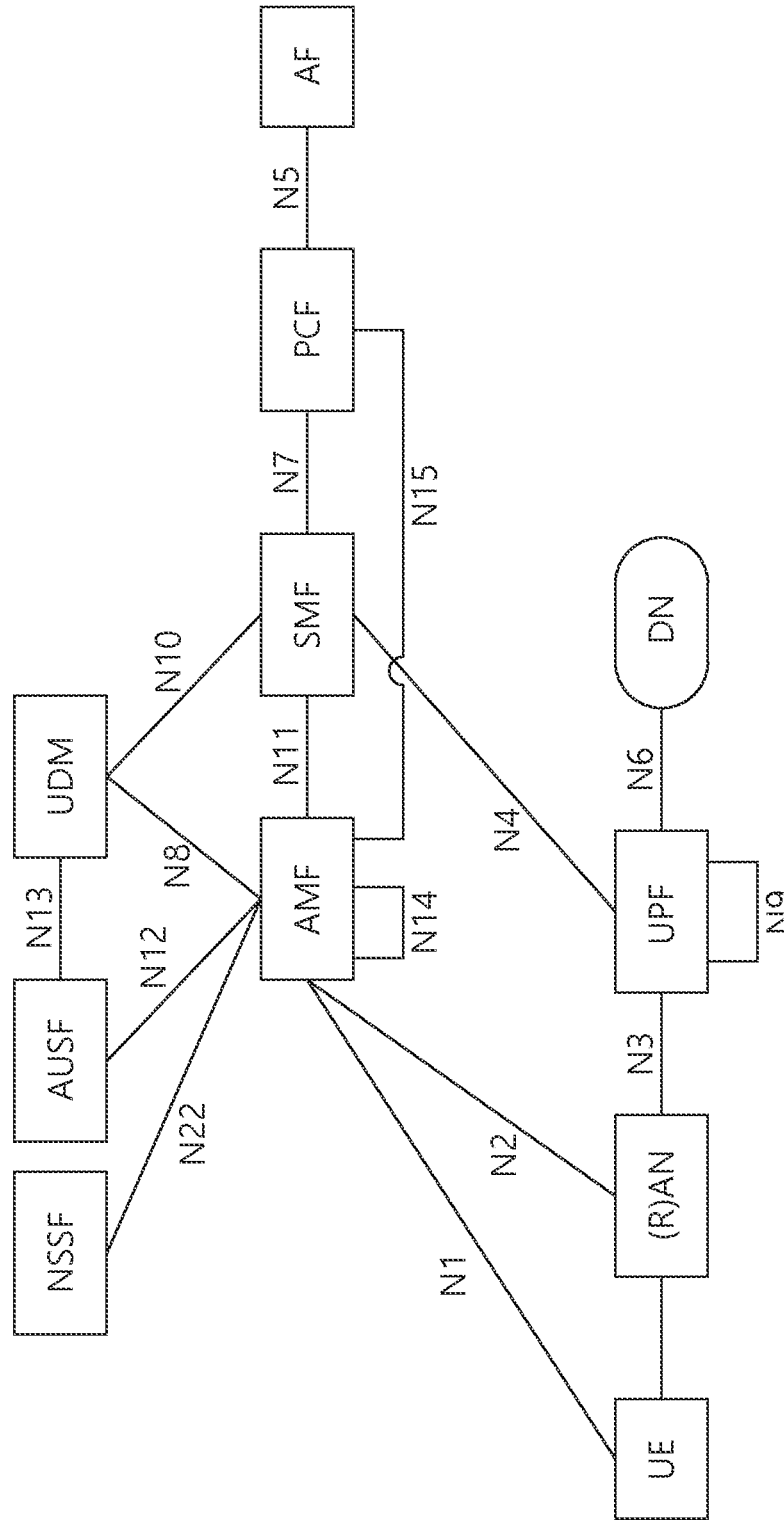 NSSF
AUSF
N13
UDM
N22
N12
N8
N10
AMF
N11
SMF
N7
PCF
N5
AF
N14
N15
N1
N2
N4
UE
(R)AN
N3
UPF
N6
DN
N9